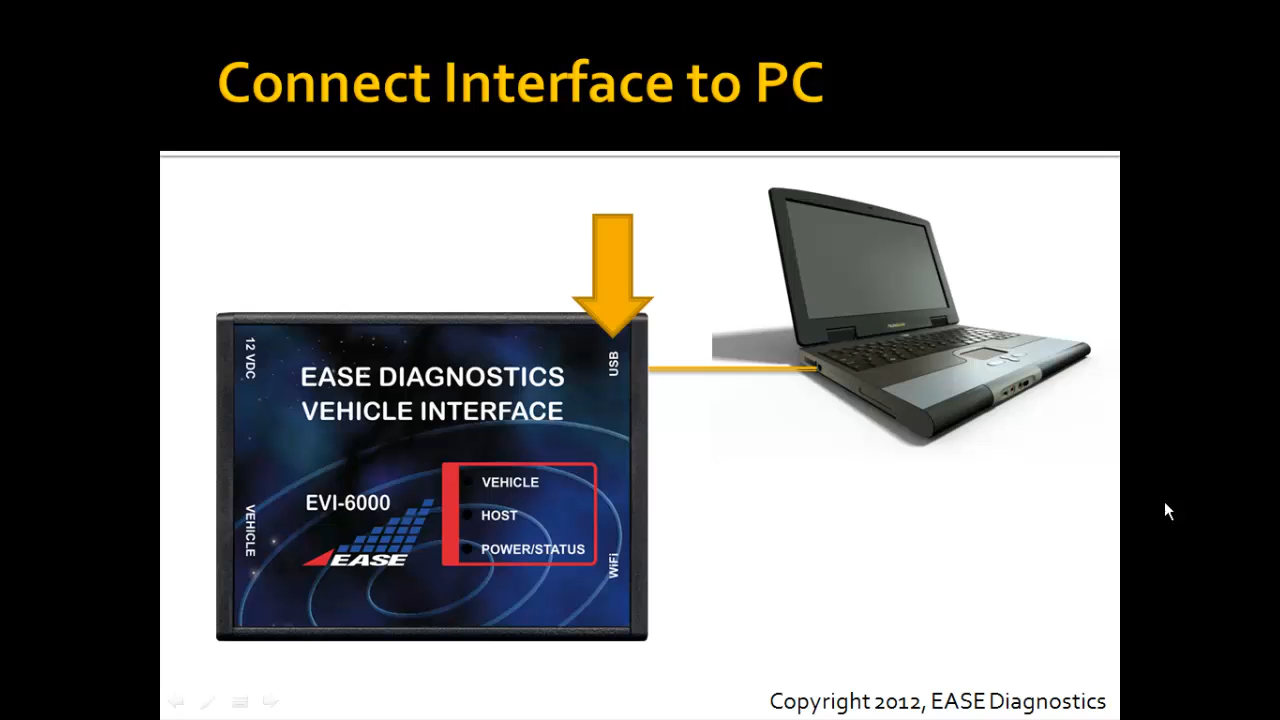 Connect Interface to PC
12 VDC
USB
EASE DIAGNOSTICS
VEHICLE INTERFACE
VEHICLE
EVI-6000
HOST
VEHICLE
POWER/STATUS
EASE
WiFi
Copyright 2012, EASE Diagnostics